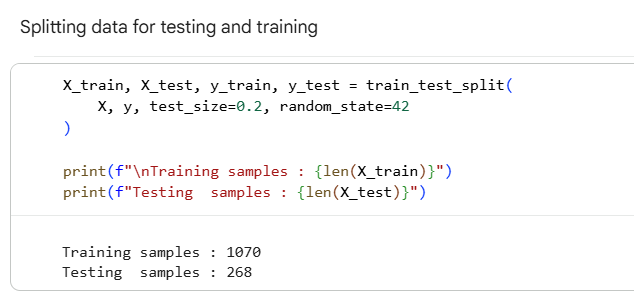 Splitting data for testing and training
X_train, X_test, y_train, y_test = train_test_split(
    X, y, test_size=0.2, random_state=42
)
print(f"\nTraining samples : {len(X_train)}")
print(f"Testing  samples : {len(X_test)}")
Training samples : 1070
Testing  samples : 268